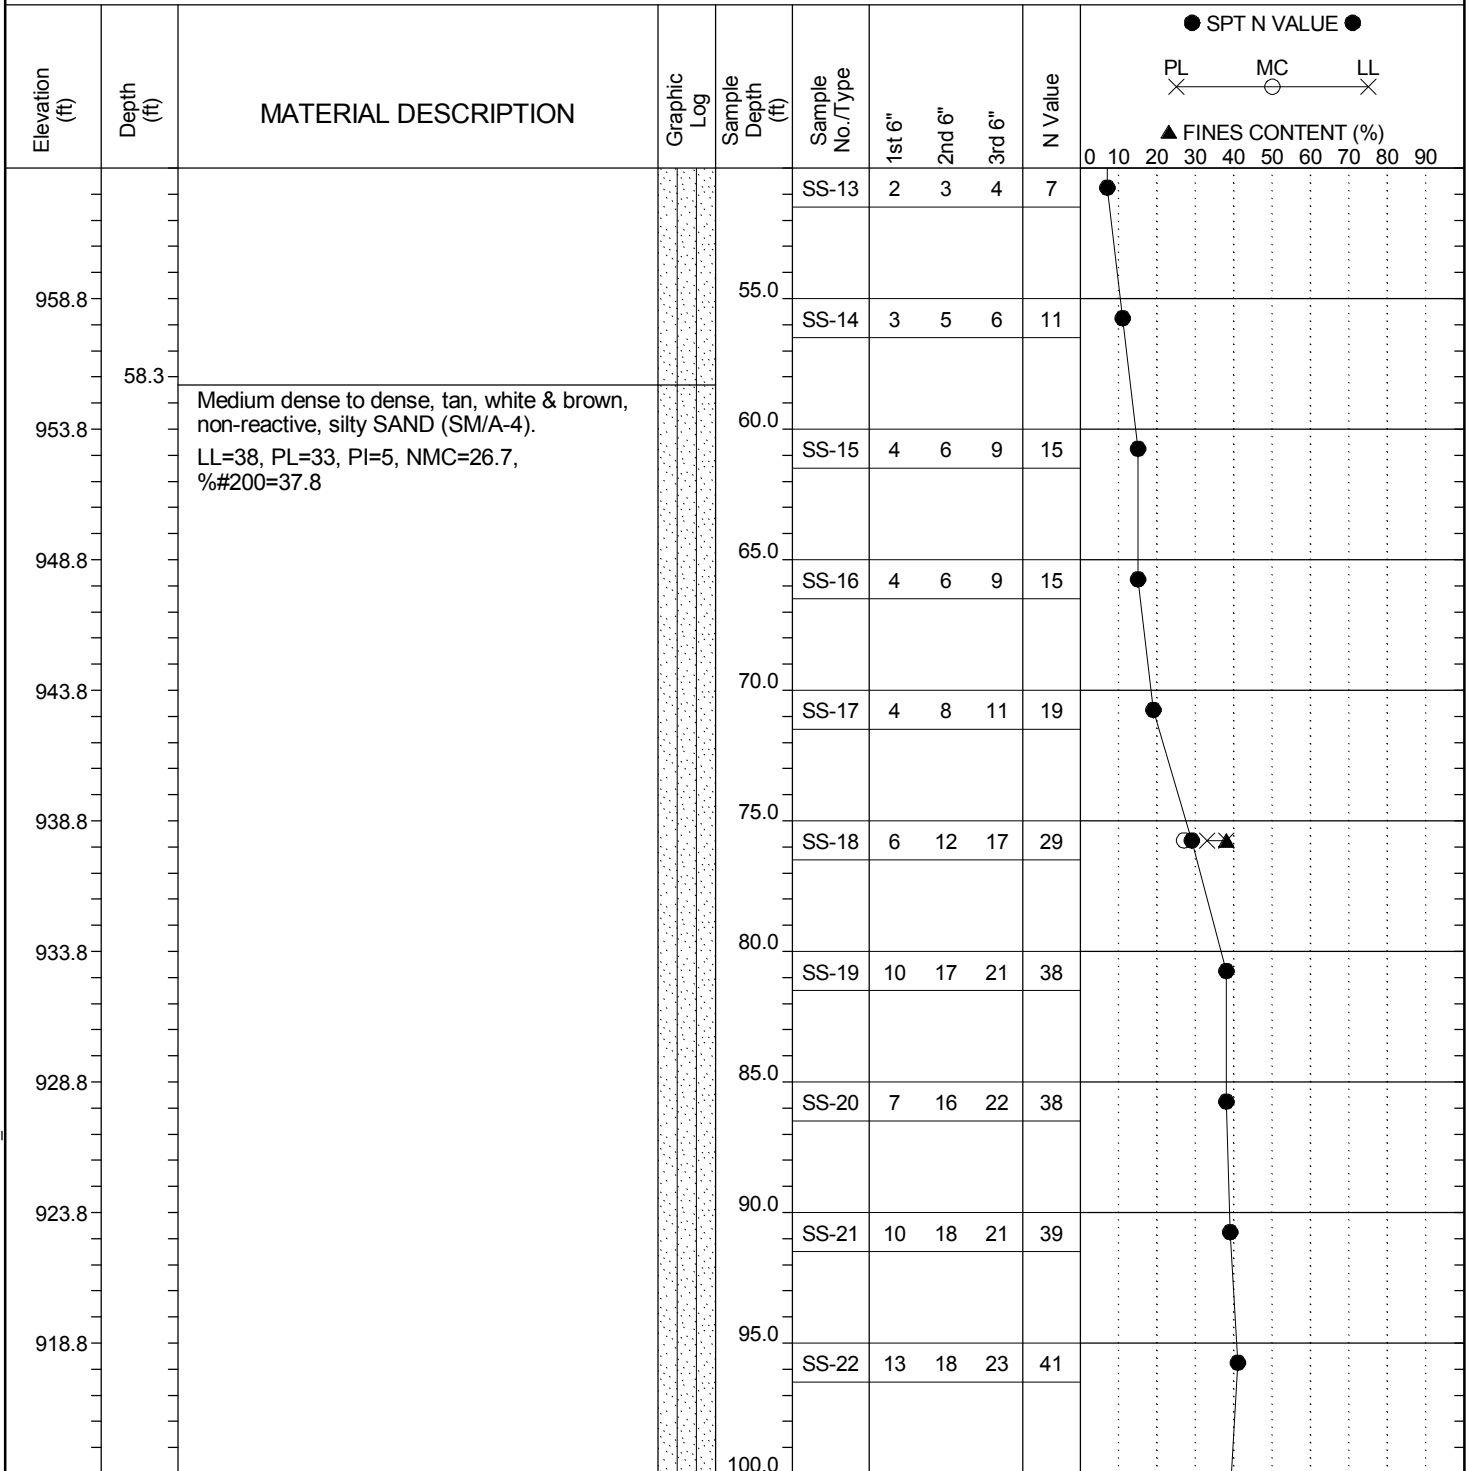 ● SPT N VALUE ●
PL MC LL
▲ FINES CONTENT (%)
Elevation (ft)
Depth (ft)
MATERIAL DESCRIPTION
Graphic Log
Sample Depth (ft)
Sample No./Type
1st 6"
2nd 6"
3rd 6"
N Value
0 10 20 30 40 50 60 70 80 90
SS-13 2 3 4 7
55.0
958.8
SS-14 3 5 6 11
58.3
Medium dense to dense, tan, white & brown,
non-reactive, silty SAND (SM/A-4).
60.0
953.8
SS-15 4 6 9 15
LL=38, PL=33, PI=5, NMC=26.7,
%#200=37.8
65.0
948.8
SS-16 4 6 9 15
70.0
943.8
SS-17 4 8 11 19
75.0
938.8
SS-18 6 12 17 29
80.0
933.8
SS-19 10 17 21 38
85.0
928.8
SS-20 7 16 22 38
90.0
923.8
SS-21 10 18 21 39
95.0
918.8
SS-22 13 18 23 41
100.0